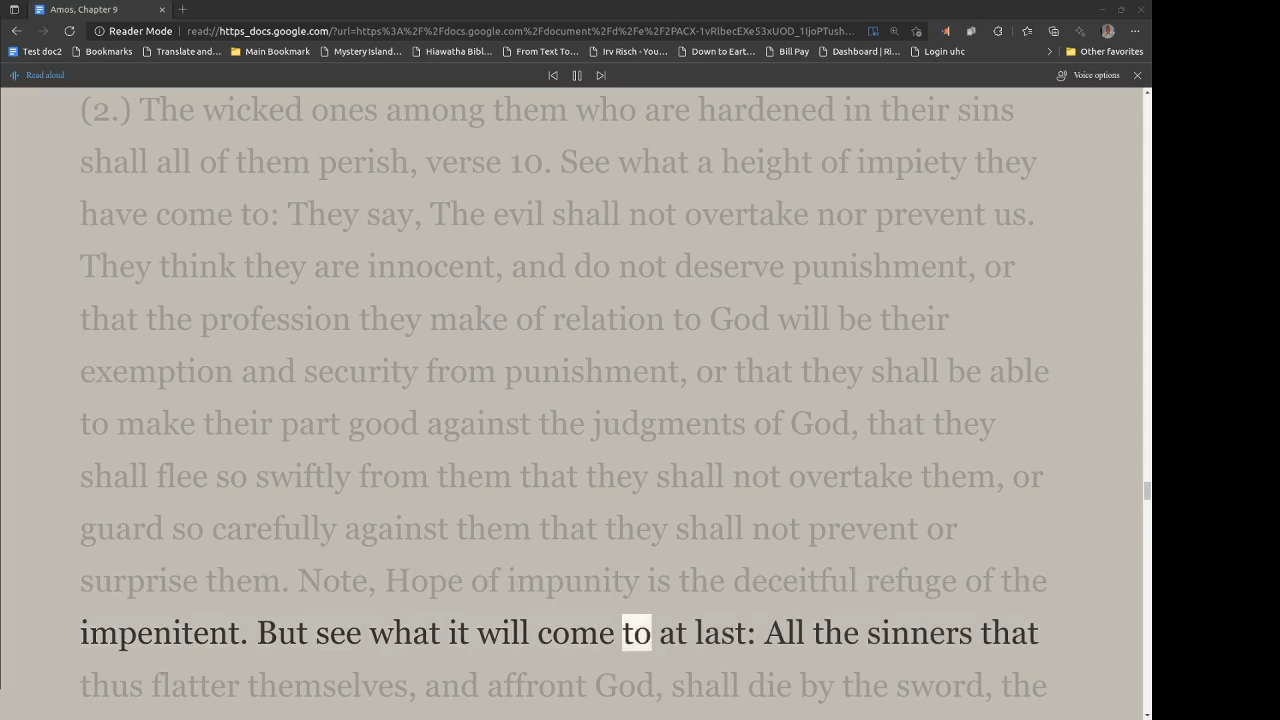 Amos, Chapter 9
Reader Mode | read://https_docs.google.com/?url=https%3A%2F%2Fdocs.google.com%2Fdocument%2Fd%2Fe%2F2PACX-1vRlbecEXe53xUOD_1IjoPTush...
Test doc2 Bookmarks Translate and... Main Bookmark Mystery Island... Hiawatha Bibl... From Text To... Irv Risch - You... Down to Eart... Bill Pay Dashboard | Ri... Login uhc Other favorites
Read aloud Voice options
(2.) The wicked ones among them who are hardened in their sins
shall all of them perish, verse 10. See what a height of impiety they
have come to: They say, The evil shall not overtake nor prevent us.
They think they are innocent, and do not deserve punishment, or
that the profession they make of relation to God will be their
exemption and security from punishment, or that they shall be able
to make their part good against the judgments of God, that they
shall flee so swiftly from them that they shall not overtake them, or
guard so carefully against them that they shall not prevent or
surprise them. Note, Hope of impunity is the deceitful refuge of the
impenitent. But see what it will come to at last: All the sinners that
thus flatter themselves, and affront God, shall die by the sword, the